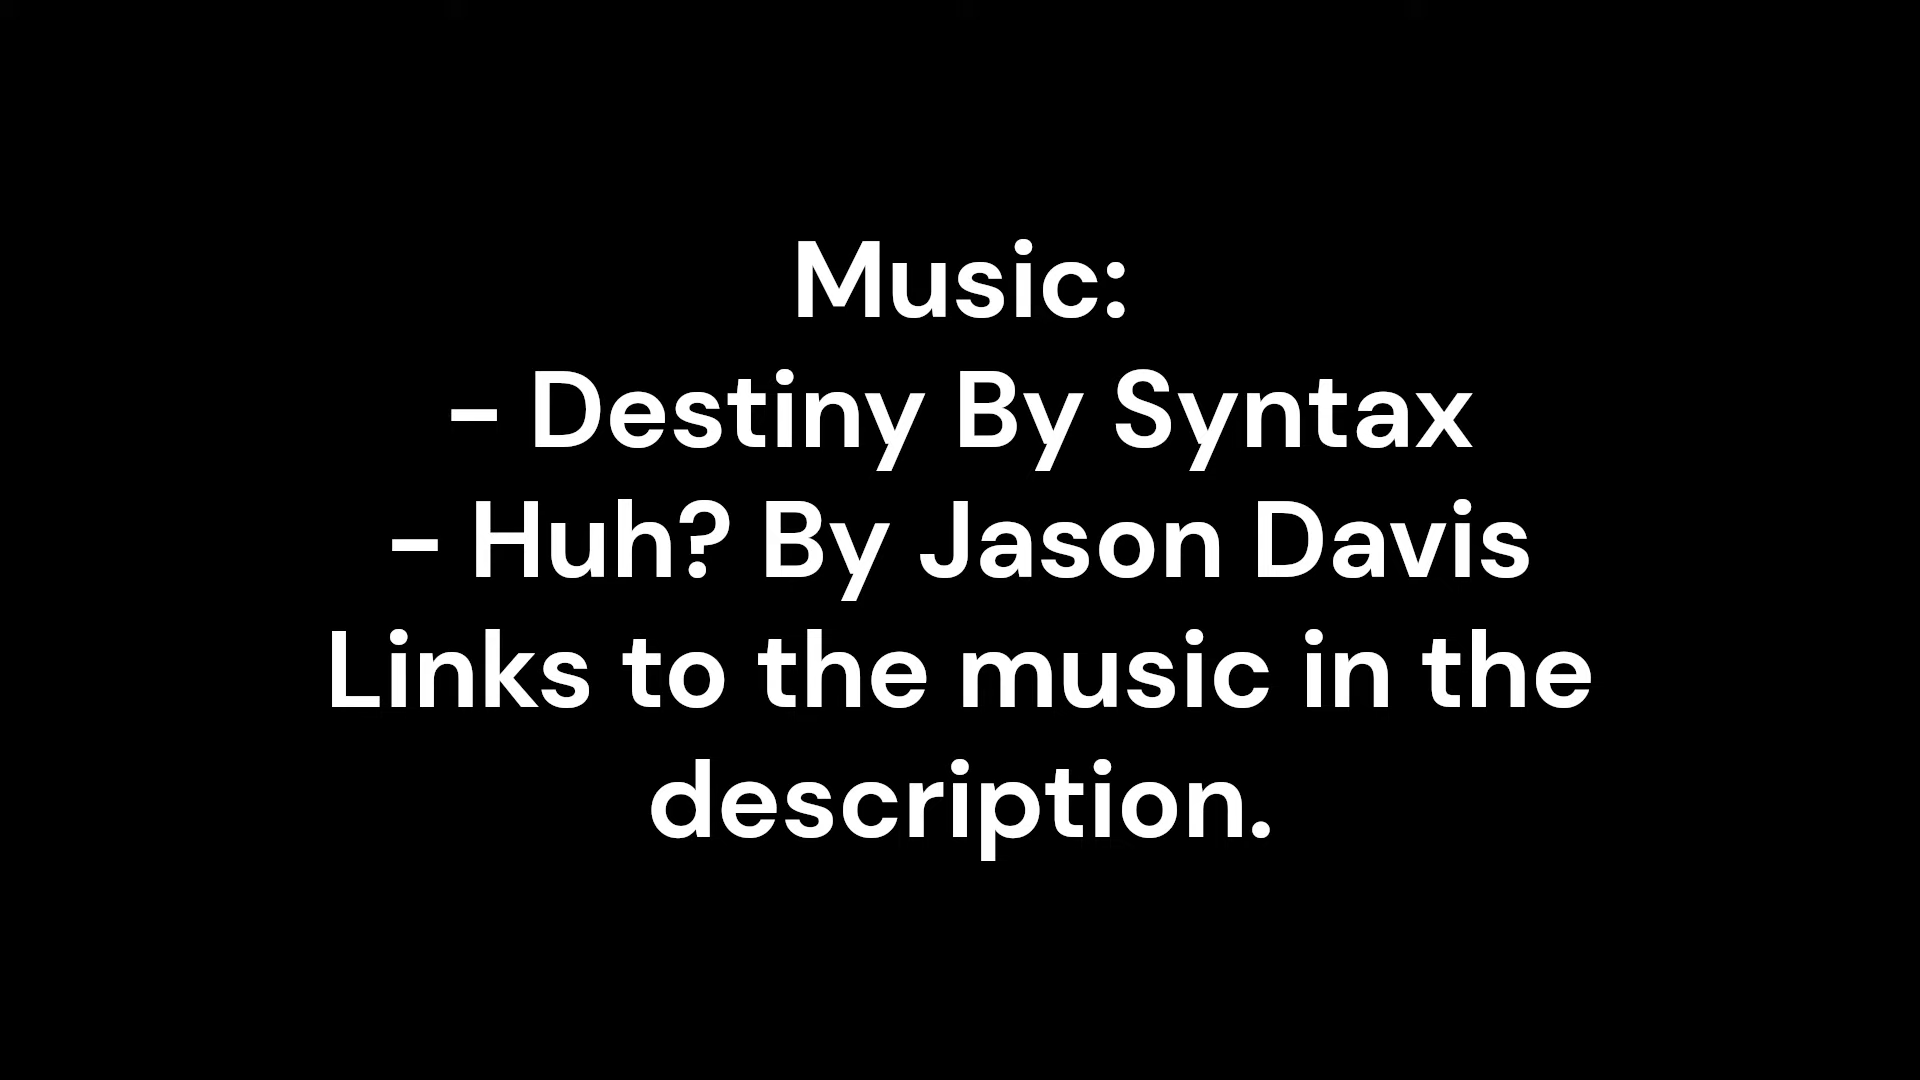 Music:
- Destiny By Syntax
- Huh? By Jason Davis
Links to the music in the
description.